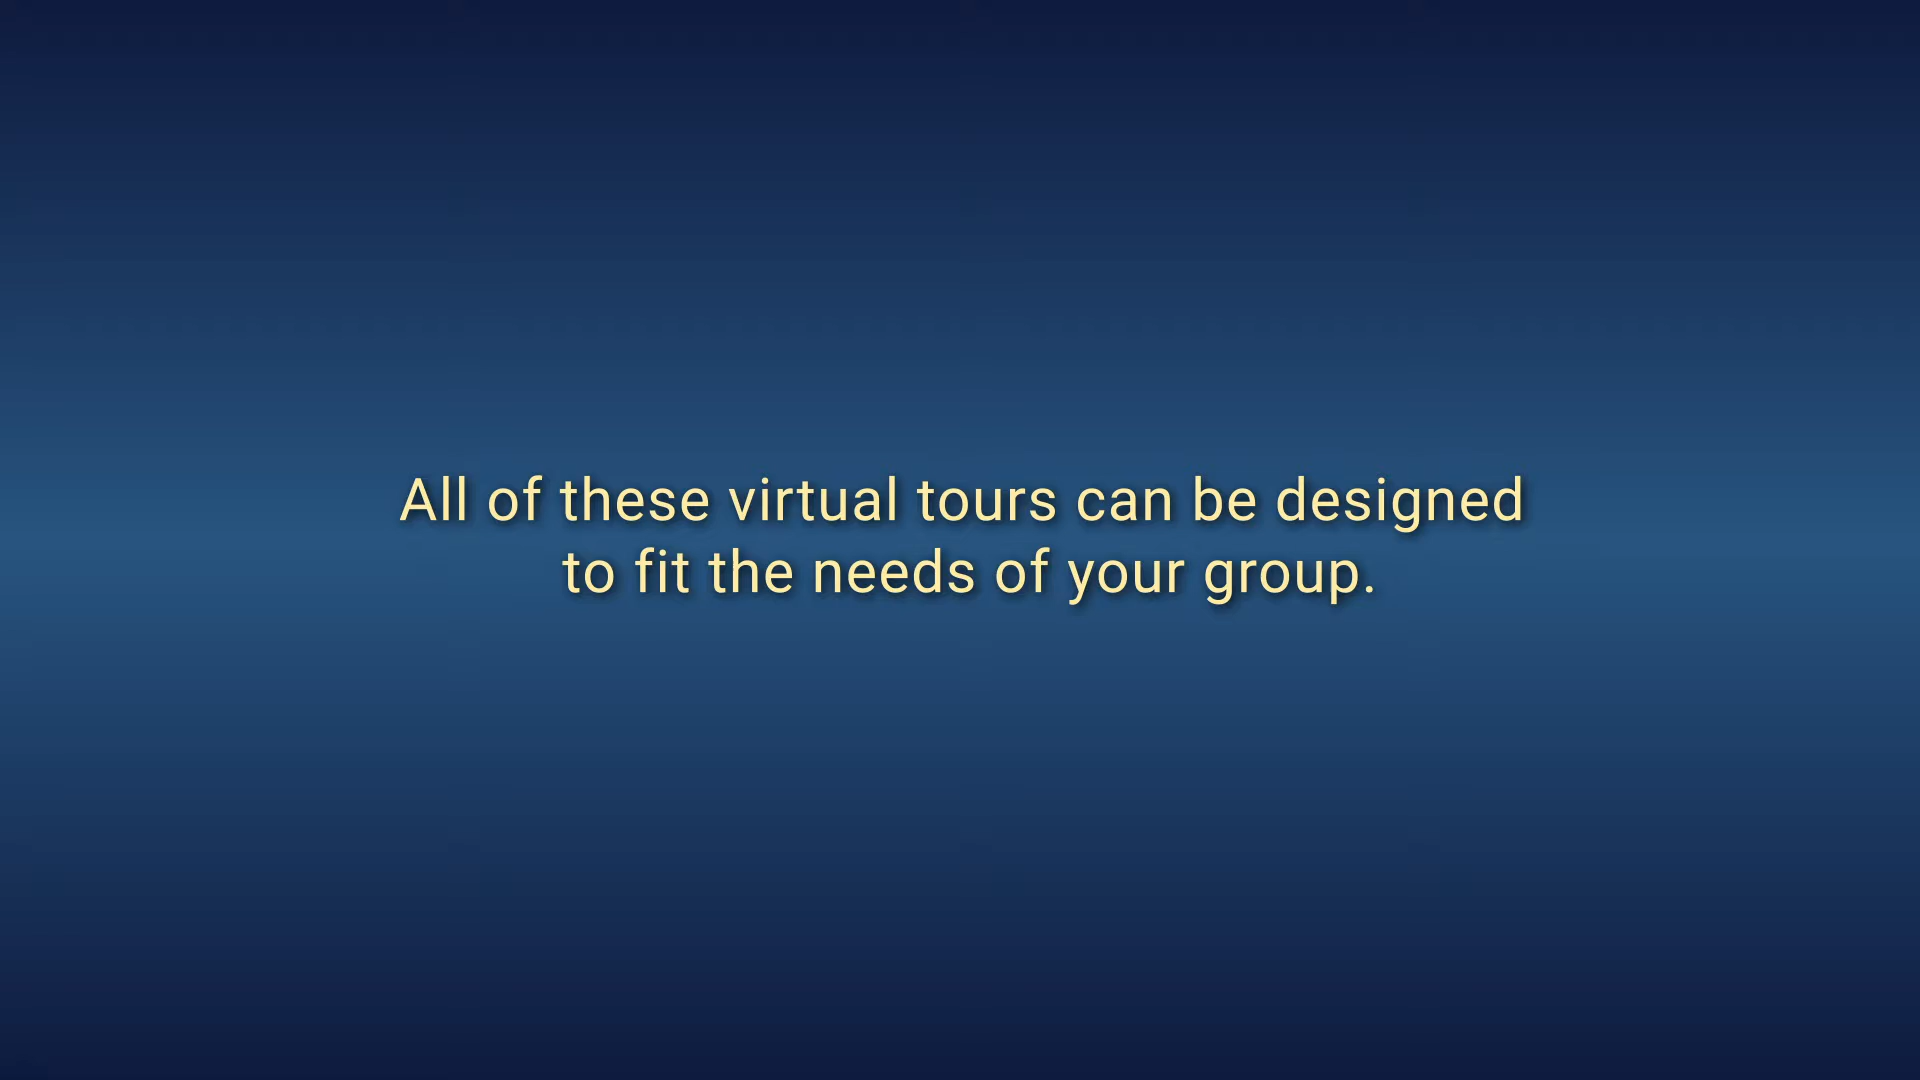 All of these virtual tours can be designed
to fit the needs of your group.